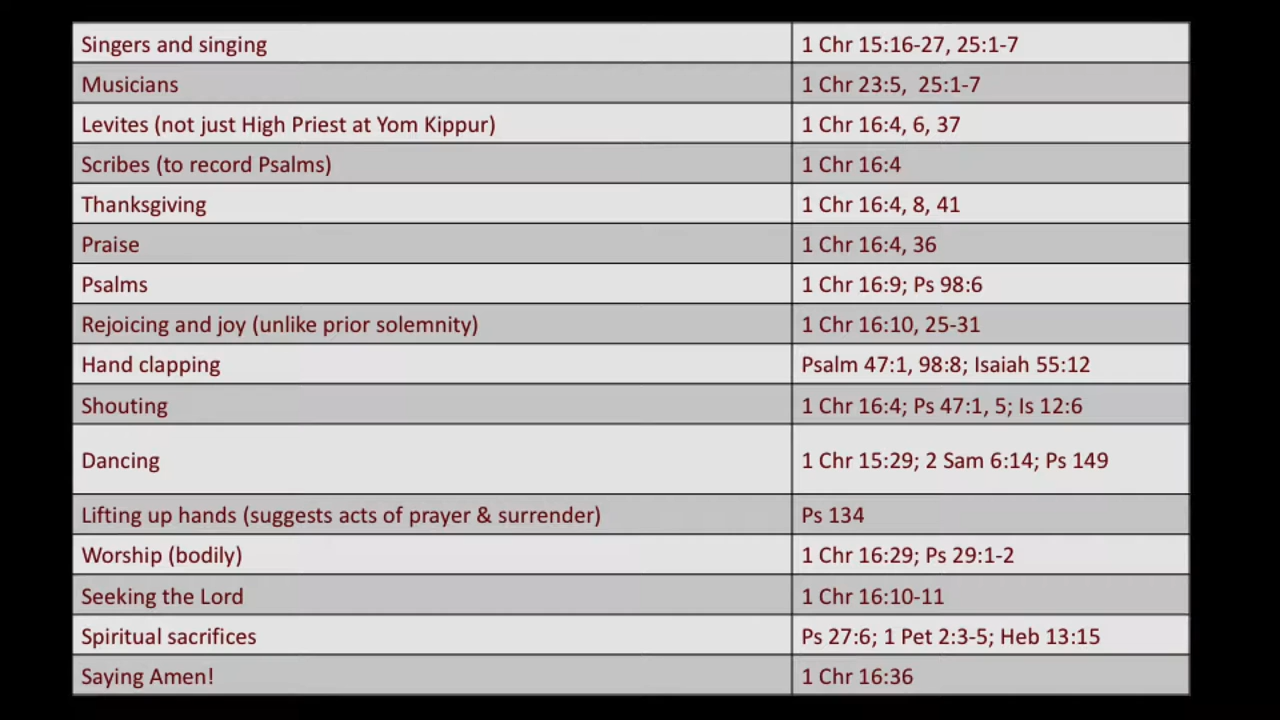 Singers and singing 1 Chr 15:16-27, 25:1-7
Musicians 1 Chr 23:5,  25:1-7
Levites (not just High Priest at Yom Kippur) 1 Chr 16:4, 6, 37
Scribes (to record Psalms) 1 Chr 16:4
Thanksgiving 1 Chr 16:4, 8, 41
Praise 1 Chr 16:4, 36
Psalms 1 Chr 16:9; Ps 98:6
Rejoicing and joy (unlike prior solemnity) 1 Chr 16:10, 25-31
Hand clapping Psalm 47:1, 98:8; Isaiah 55:12
Shouting 1 Chr 16:4; Ps 47:1, 5; Is 12:6
Dancing 1 Chr 15:29; 2 Sam 6:14; Ps 149
Lifting up hands (suggests acts of prayer & surrender) Ps 134
Worship (bodily) 1 Chr 16:29; Ps 29:1-2
Seeking the Lord 1 Chr 16:10-11
Spiritual sacrifices Ps 27:6; 1 Pet 2:3-5; Heb 13:15
Saying Amen! 1 Chr 16:36